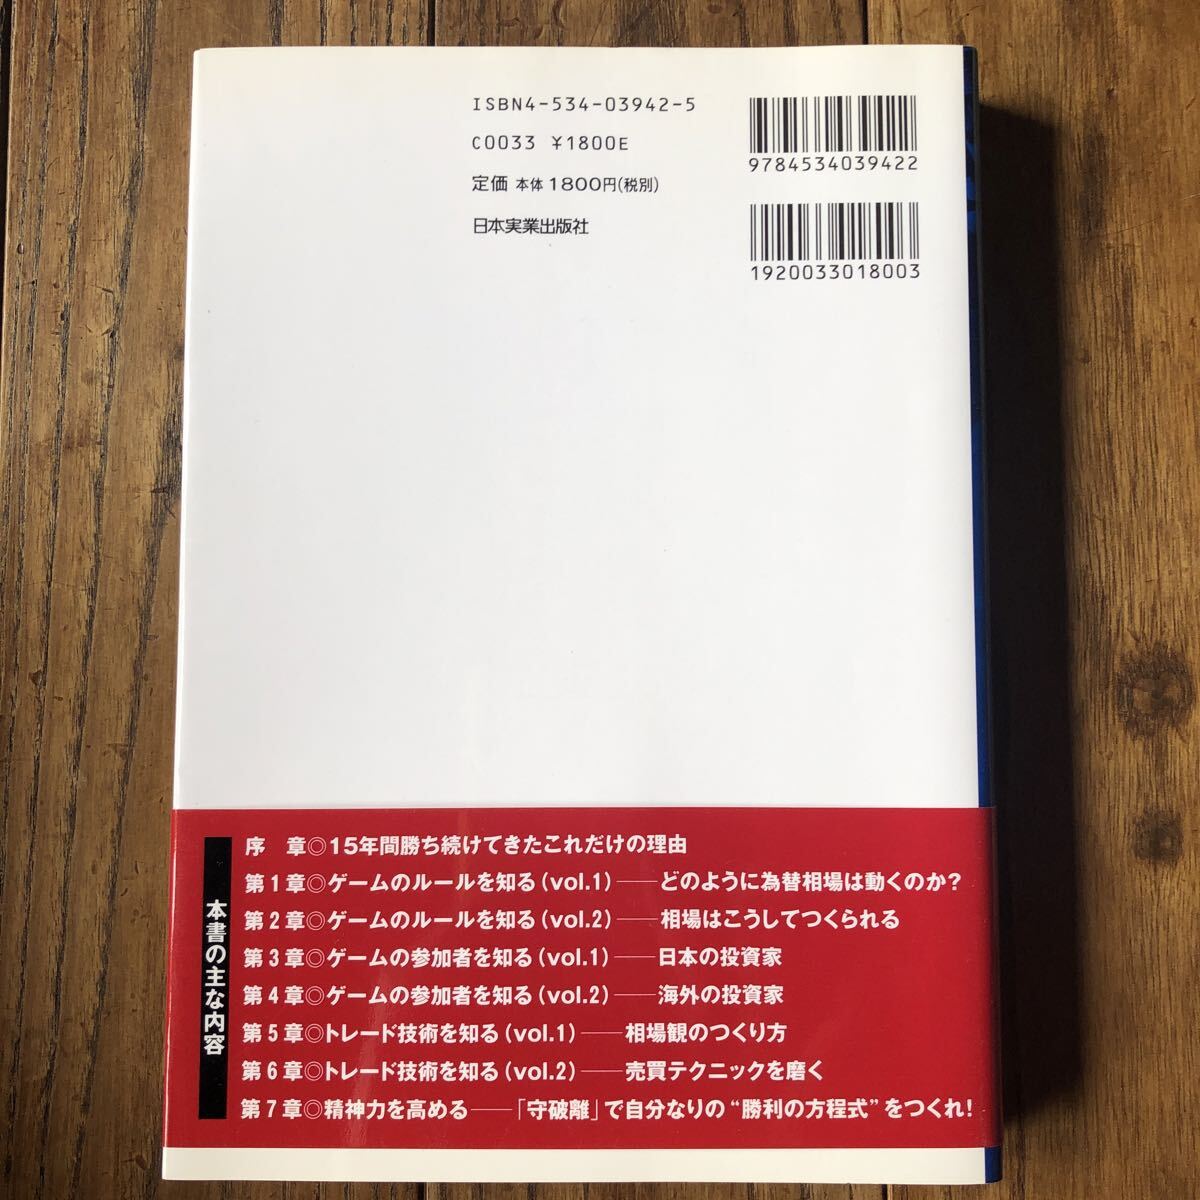 ISBN4-534-03942-5
C0033 ¥1800E
定価 本体1800円(税別)
日本実業出版社
9784534039422
1920033018003
本書の主な内容
序　章◎15年間勝ち続けてきたこれだけの理由
第1章◎ゲームのルールを知る(vol.1)──どのように為替相場は動くのか?
第2章◎ゲームのルールを知る(vol.2)──相場はこうしてつくられる
第3章◎ゲームの参加者を知る(vol.1)──日本の投資家
第4章◎ゲームの参加者を知る(vol.2)──海外の投資家
第5章◎トレード技術を知る(vol.1)──相場観のつくり方
第6章◎トレード技術を知る(vol.2)──売買テクニックを磨く
第7章◎精神力を高める──「守破離」で自分なりの“勝利の方程式”をつくれ!